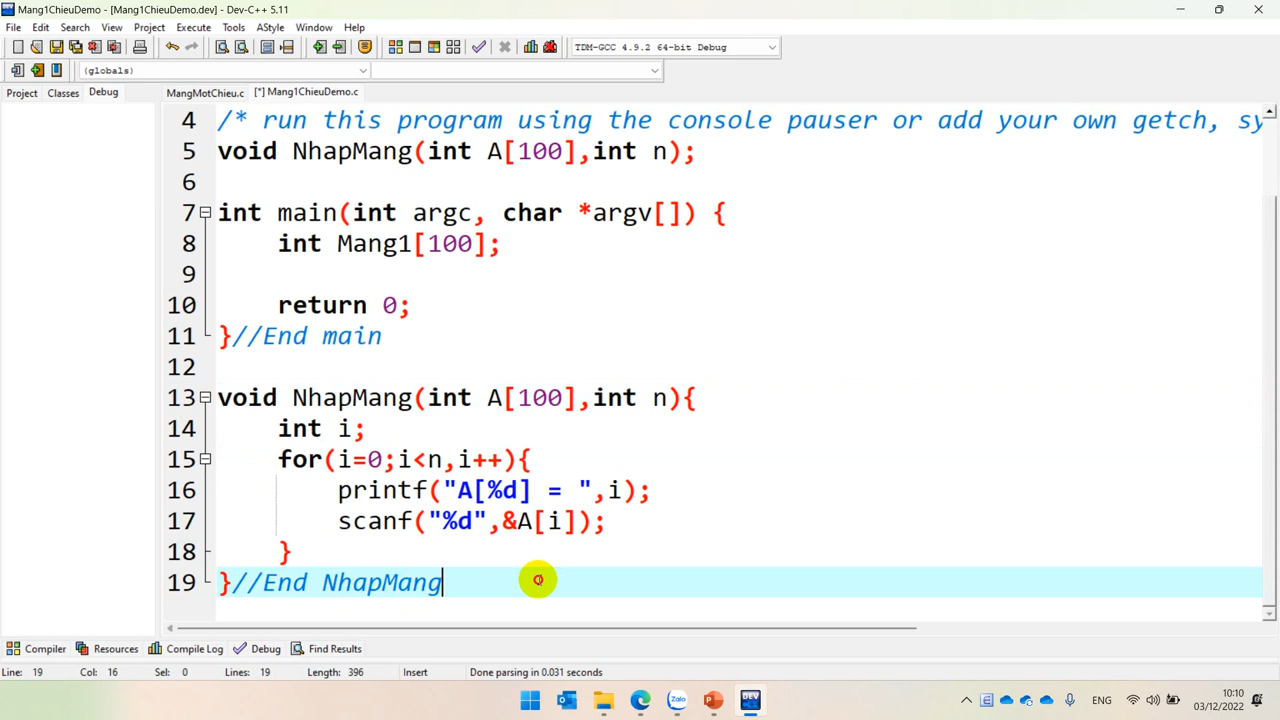 Mang1ChieuDemo - [Mang1ChieuDemo.dev] - Dev-C++ 5.11
File Edit Search View Project Execute Tools AStyle Window Help
TDM-GCC 4.9.2 64-bit Debug
(globals)
Project Classes Debug
MangMotChieu.c [*] Mang1ChieuDemo.c
4 /* run this program using the console pauser or add your own getch, sy
5 void NhapMang(int A[100],int n);
6
7 int main(int argc, char *argv[]) {
8 int Mang1[100];
9
10 return 0;
11 }//End main
12
13 void NhapMang(int A[100],int n){
14 int i;
15 for(i=0;i<n,i++){
16 printf("A[%d] = ",i);
17 scanf("%d",&A[i]);
18 }
19 }//End NhapMang
Compiler Resources Compile Log Debug Find Results
Line: 19 Col: 16 Sel: 0 Lines: 19 Length: 396 Insert Done parsing in 0.031 seconds
Zalo
DEV
ENG
10:10
03/12/2022